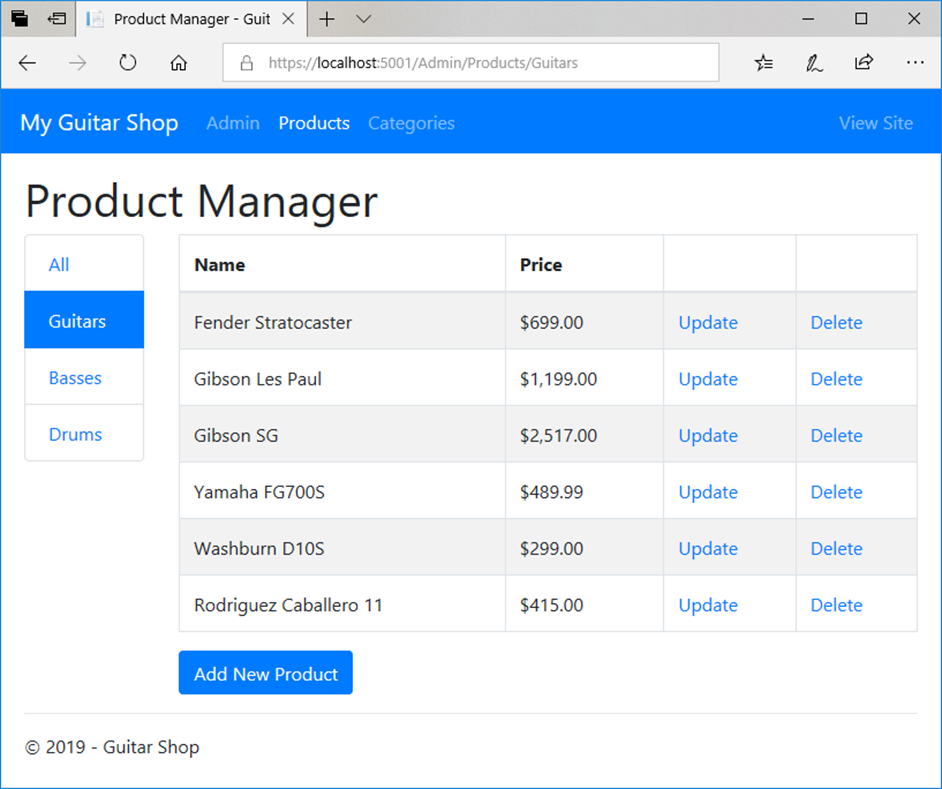 Product Manager - Guit
https://localhost:5001/Admin/Products/Guitars
My Guitar Shop Admin Products Categories View Site
Product Manager
All
Guitars
Basses
Drums
Name Price
Fender Stratocaster $699.00 Update Delete
Gibson Les Paul $1,199.00 Update Delete
Gibson SG $2,517.00 Update Delete
Yamaha FG700S $489.99 Update Delete
Washburn D10S $299.00 Update Delete
Rodriguez Caballero 11 $415.00 Update Delete
Add New Product
© 2019 - Guitar Shop